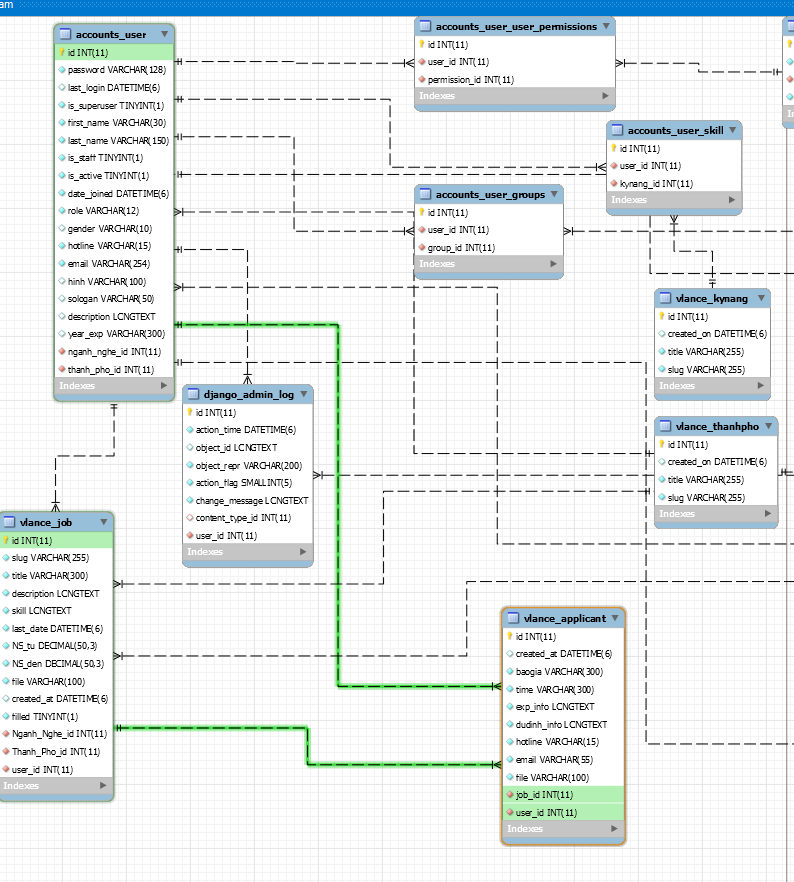 am
accounts_user
id INT(11)
password VARCHAR(128)
last_login DATETIME(6)
is_superuser TINYINT(1)
first_name VARCHAR(30)
last_name VARCHAR(150)
is_staff TINYINT(1)
is_active TINYINT(1)
date_joined DATETIME(6)
role VARCHAR(12)
gender VARCHAR(10)
hotline VARCHAR(15)
email VARCHAR(254)
hinh VARCHAR(100)
sologan VARCHAR(50)
description LONGTEXT
year_exp VARCHAR(300)
nganh_nghe_id INT(11)
thanh_pho_id INT(11)
Indexes
accounts_user_user_permissions
id INT(11)
user_id INT(11)
permission_id INT(11)
Indexes
accounts_user_skill
id INT(11)
user_id INT(11)
kynang_id INT(11)
Indexes
accounts_user_groups
id INT(11)
user_id INT(11)
group_id INT(11)
Indexes
vlance_kynang
id INT(11)
created_on DATETIME(6)
title VARCHAR(255)
slug VARCHAR(255)
Indexes
django_admin_log
id INT(11)
action_time DATETIME(6)
object_id LONGTEXT
object_repr VARCHAR(200)
action_flag SMALLINT(5)
change_message LONGTEXT
content_type_id INT(11)
user_id INT(11)
Indexes
vlance_thanhpho
id INT(11)
created_on DATETIME(6)
title VARCHAR(255)
slug VARCHAR(255)
Indexes
vlance_job
id INT(11)
slug VARCHAR(255)
title VARCHAR(300)
description LONGTEXT
skill LONGTEXT
last_date DATETIME(6)
NS_tu DECIMAL(50,3)
NS_den DECIMAL(50,3)
file VARCHAR(100)
created_at DATETIME(6)
filled TINYINT(1)
Nganh_Nghe_id INT(11)
Thanh_Pho_id INT(11)
user_id INT(11)
Indexes
vlance_applicant
id INT(11)
created_at DATETIME(6)
baogia VARCHAR(300)
time VARCHAR(300)
exp_info LONGTEXT
dudinh_info LONGTEXT
hotline VARCHAR(15)
email VARCHAR(55)
file VARCHAR(100)
job_id INT(11)
user_id INT(11)
Indexes